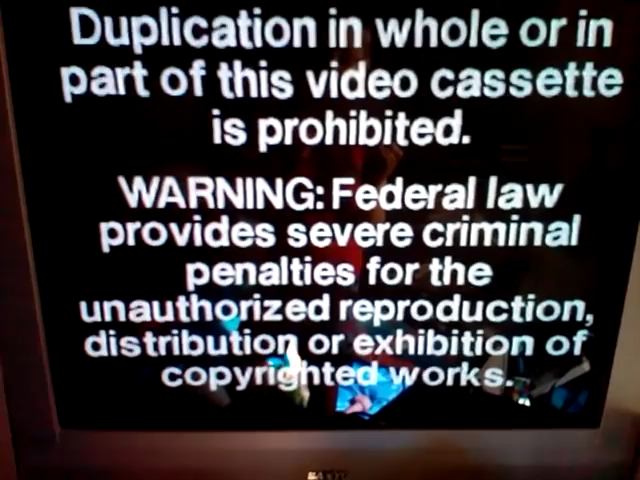 Duplication in whole or in
part of this video cassette
is prohibited.
WARNING: Federal law
provides severe criminal
penalties for the
unauthorized reproduction,
distribution or exhibition of
copyrighted works.
SANYO